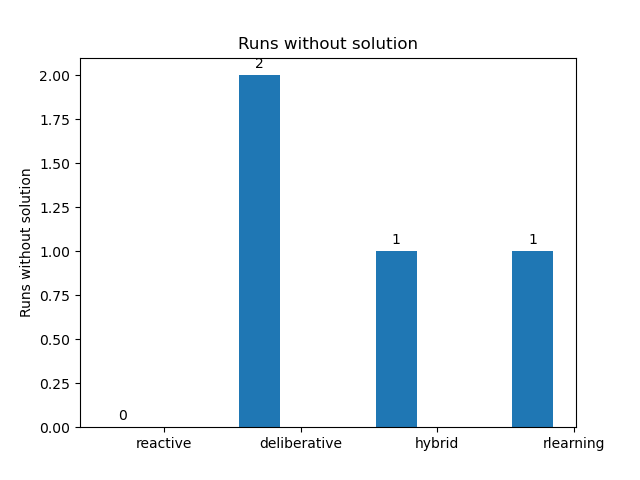 Runs without solution
2
2.00
1.75
1.50
1.25
1.00
0.75
0.50
0.25
0.00
Runs without solution
1
1
0
reactive
deliberative
hybrid
rlearning